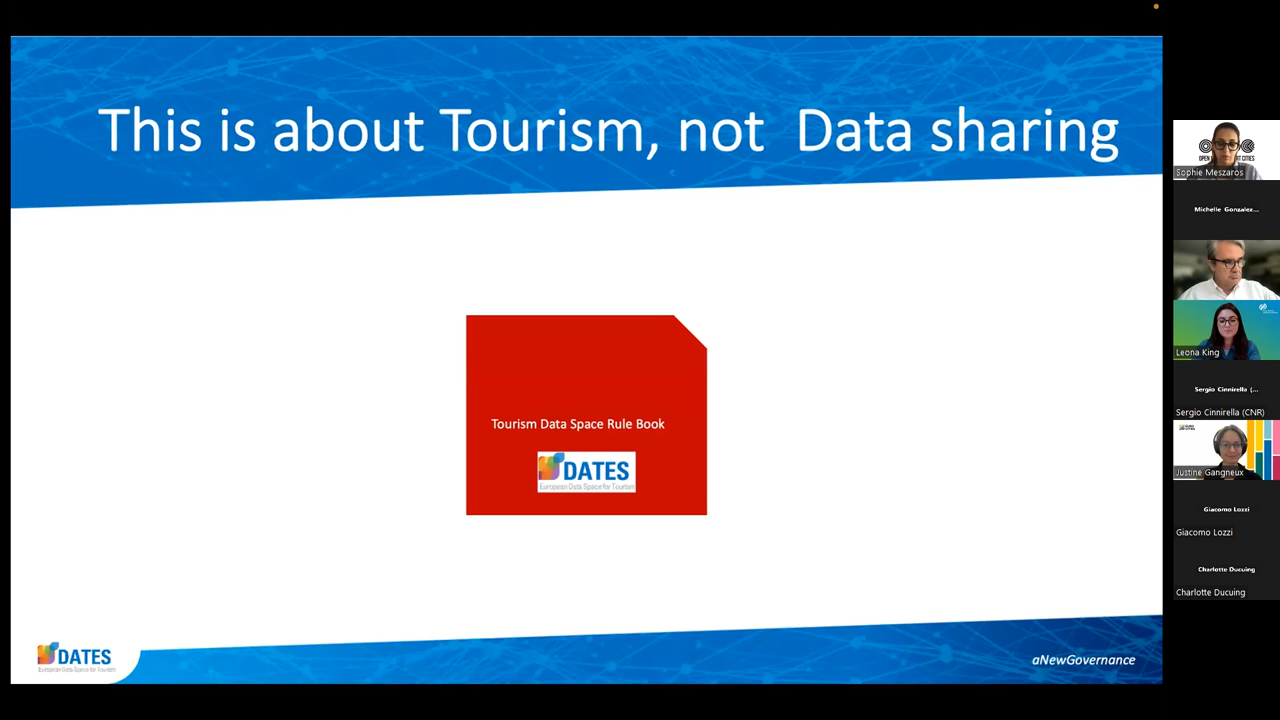 This is about Tourism, not Data sharing
Tourism Data Space Rule Book
DATES
European Data Space for Tourism
DATES
European Data Space for Tourism
aNewGovernance
Sophie Meszaros
Michelle Gonzalez...
Leona King
Sergio Cinnirella (...
Sergio Cinnirella (CNR)
Justine Gangneux
Giacomo Lozzi
Giacomo Lozzi
Charlotte Ducuing
Charlotte Ducuing